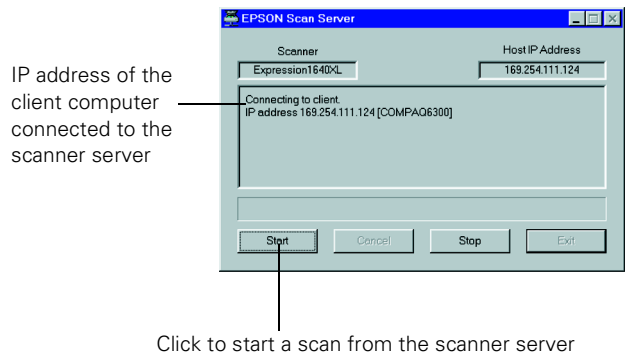 EPSON Scan Server
Scanner
Host IP Address
Expression1640XL
169.254.111.124
IP address of the
client computer
connected to the
scanner server
Connecting to client.
IP address 169.254.111.124 [COMPAQ6300]
Start
Cancel
Stop
Exit
Click to start a scan from the scanner server